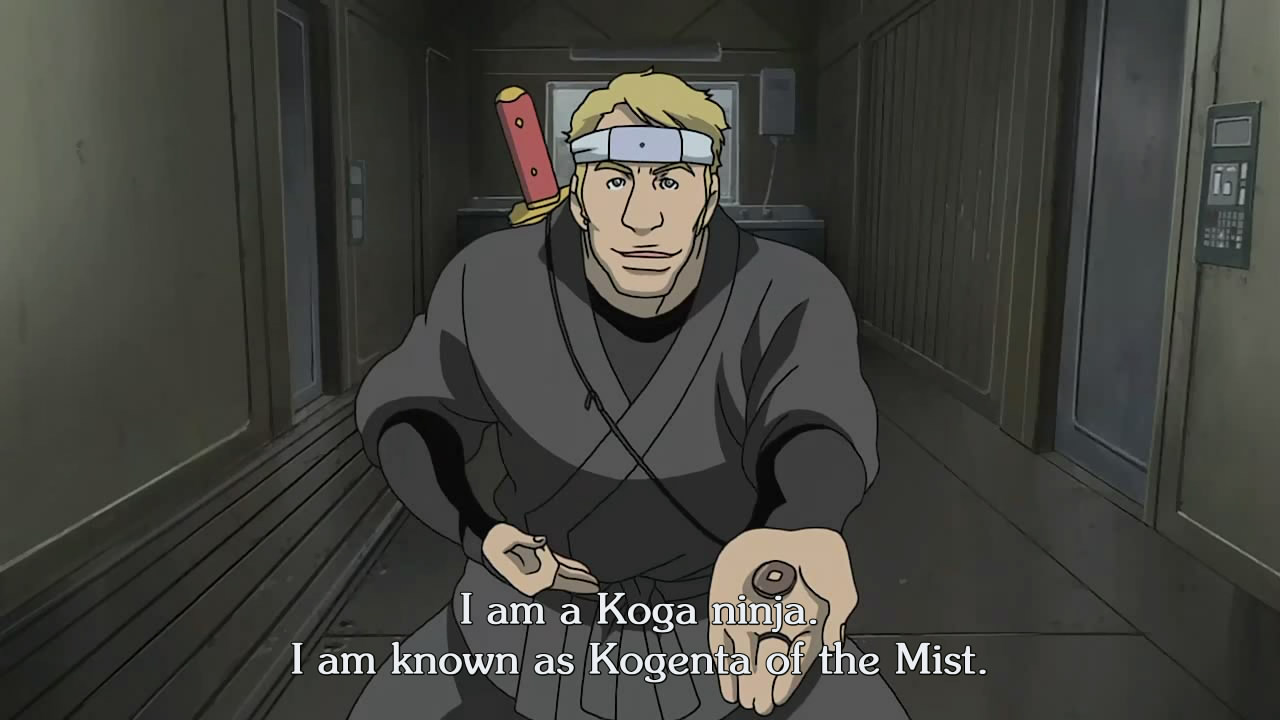 I am a Koga ninja.
I am known as Kogenta of the Mist.